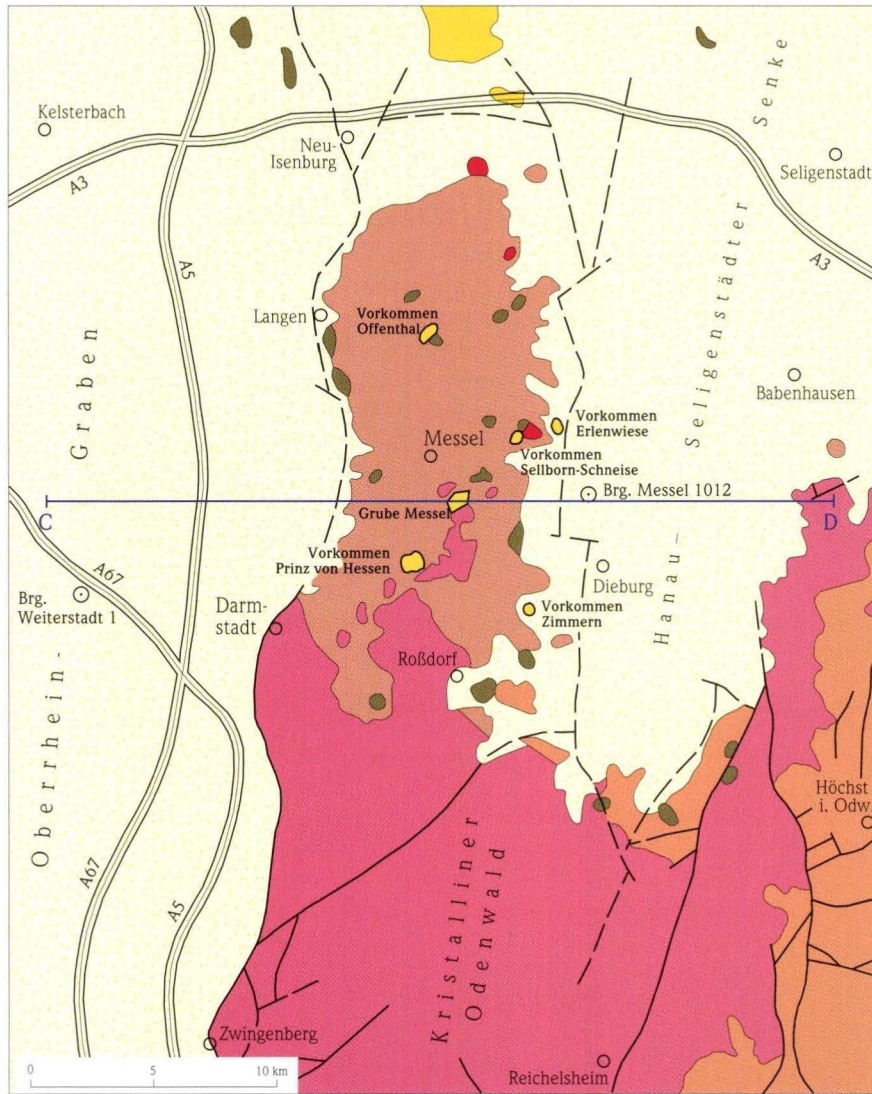 Kelsterbach
Neu-
Isenburg
Seligenstadt
A3
A5
A3
Senke
Seligenstädter
Hanau-
Langen
Vorkommen
Offenthal
Graben
Oberrhein-
Babenhausen
Messel
Vorkommen
Erlenwiese
Vorkommen
Sellborn-Schneise
Brg. Messel 1012
C
D
Grube Messel
Vorkommen
Prinz von Hessen
A67
Brg.
Weiterstadt 1
Darm-
stadt
Dieburg
Vorkommen
Zimmern
Roßdorf
Höchst
i. Odw.
Kristalliner
Odenwald
A67
A5
Zwingenberg
Reichelsheim
0 5 10 km